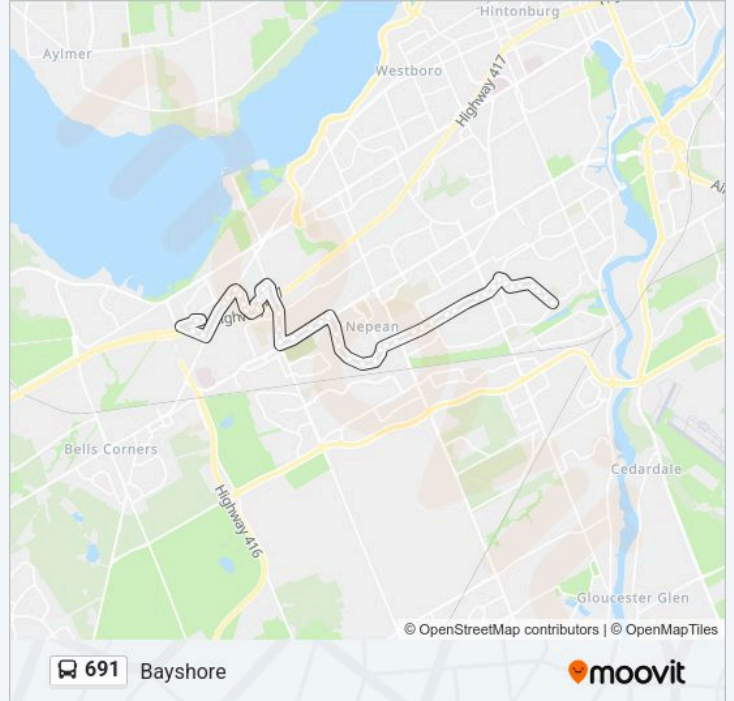 Hintonburg
Aylmer
Westboro
Highway 417
Nepean
Bells Corners
Highway 416
Cedardale
Gloucester Glen
© OpenStreetMap contributors | © OpenMapTiles
691 Bayshore
moovit